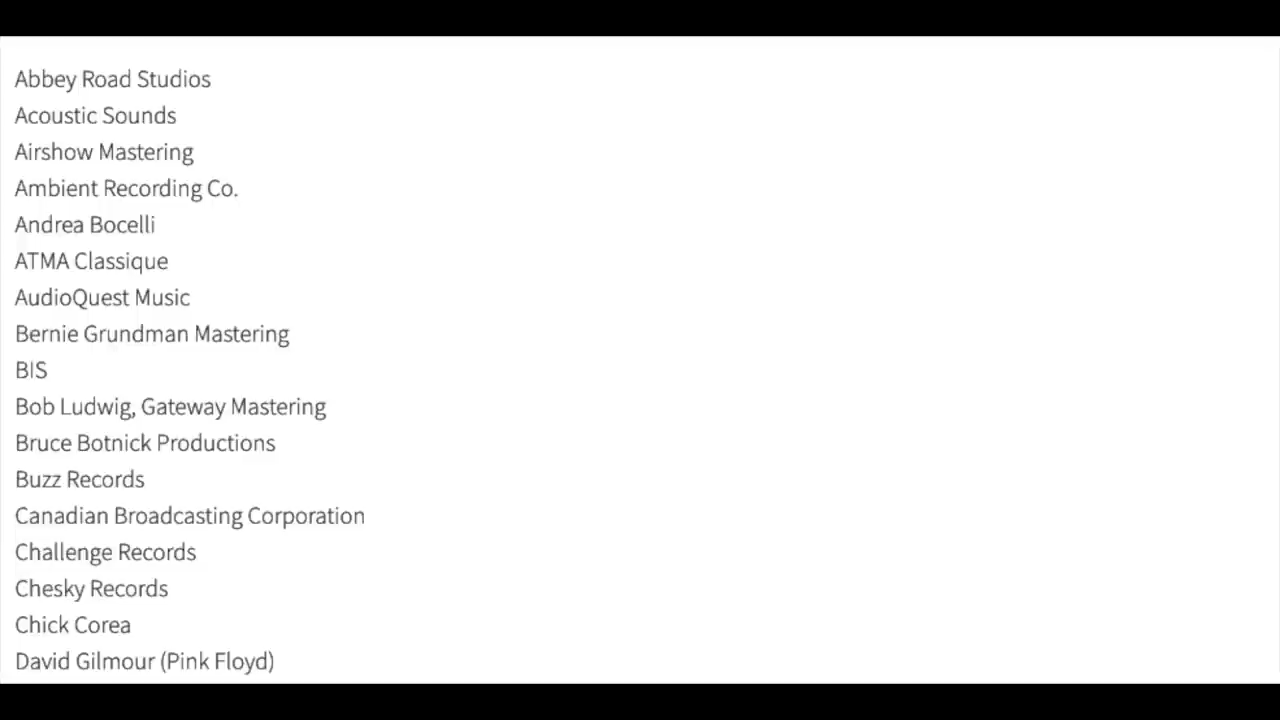 Abbey Road Studios
Acoustic Sounds
Airshow Mastering
Ambient Recording Co.
Andrea Bocelli
ATMA Classique
AudioQuest Music
Bernie Grundman Mastering
BIS
Bob Ludwig, Gateway Mastering
Bruce Botnick Productions
Buzz Records
Canadian Broadcasting Corporation
Challenge Records
Chesky Records
Chick Corea
David Gilmour (Pink Floyd)